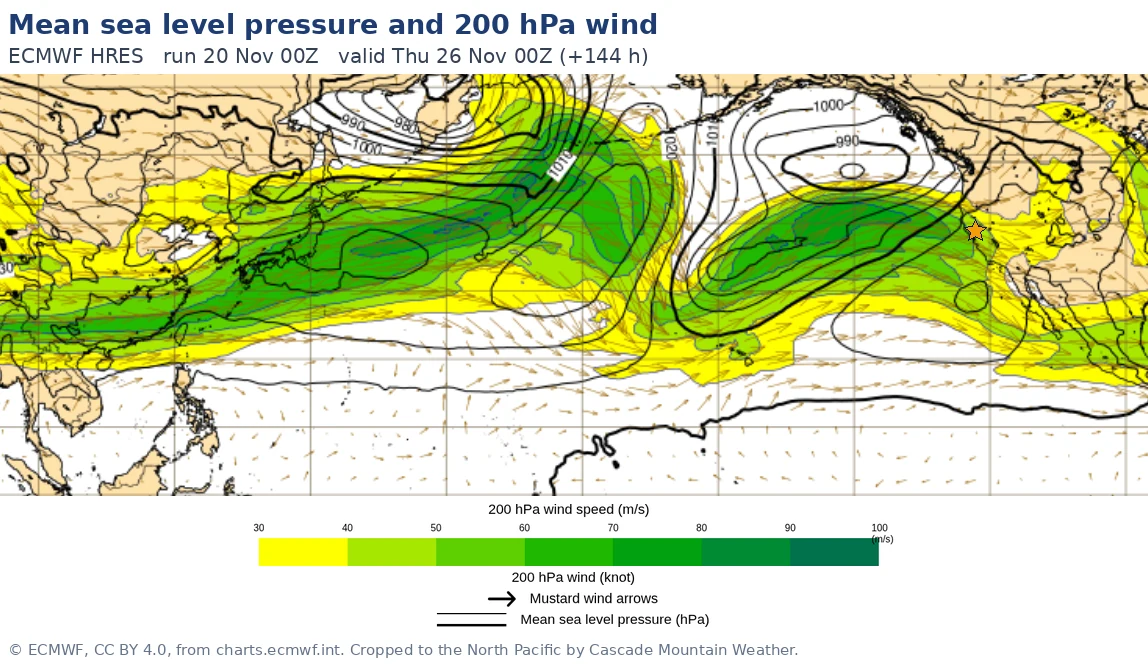 Mean sea level pressure and 200 hPa wind
ECMWF HRES run 20 Nov 00Z valid Thu 26 Nov 00Z (+144 h)
1000
990
980
1000
990
1010
1010
020
30
200 hPa wind speed (m/s)
30 40 50 60 70 80 90 100
(m/s)
200 hPa wind (knot)
Mustard wind arrows
Mean sea level pressure (hPa)
© ECMWF, CC BY 4.0, from charts.ecmwf.int. Cropped to the North Pacific by Cascade Mountain Weather.